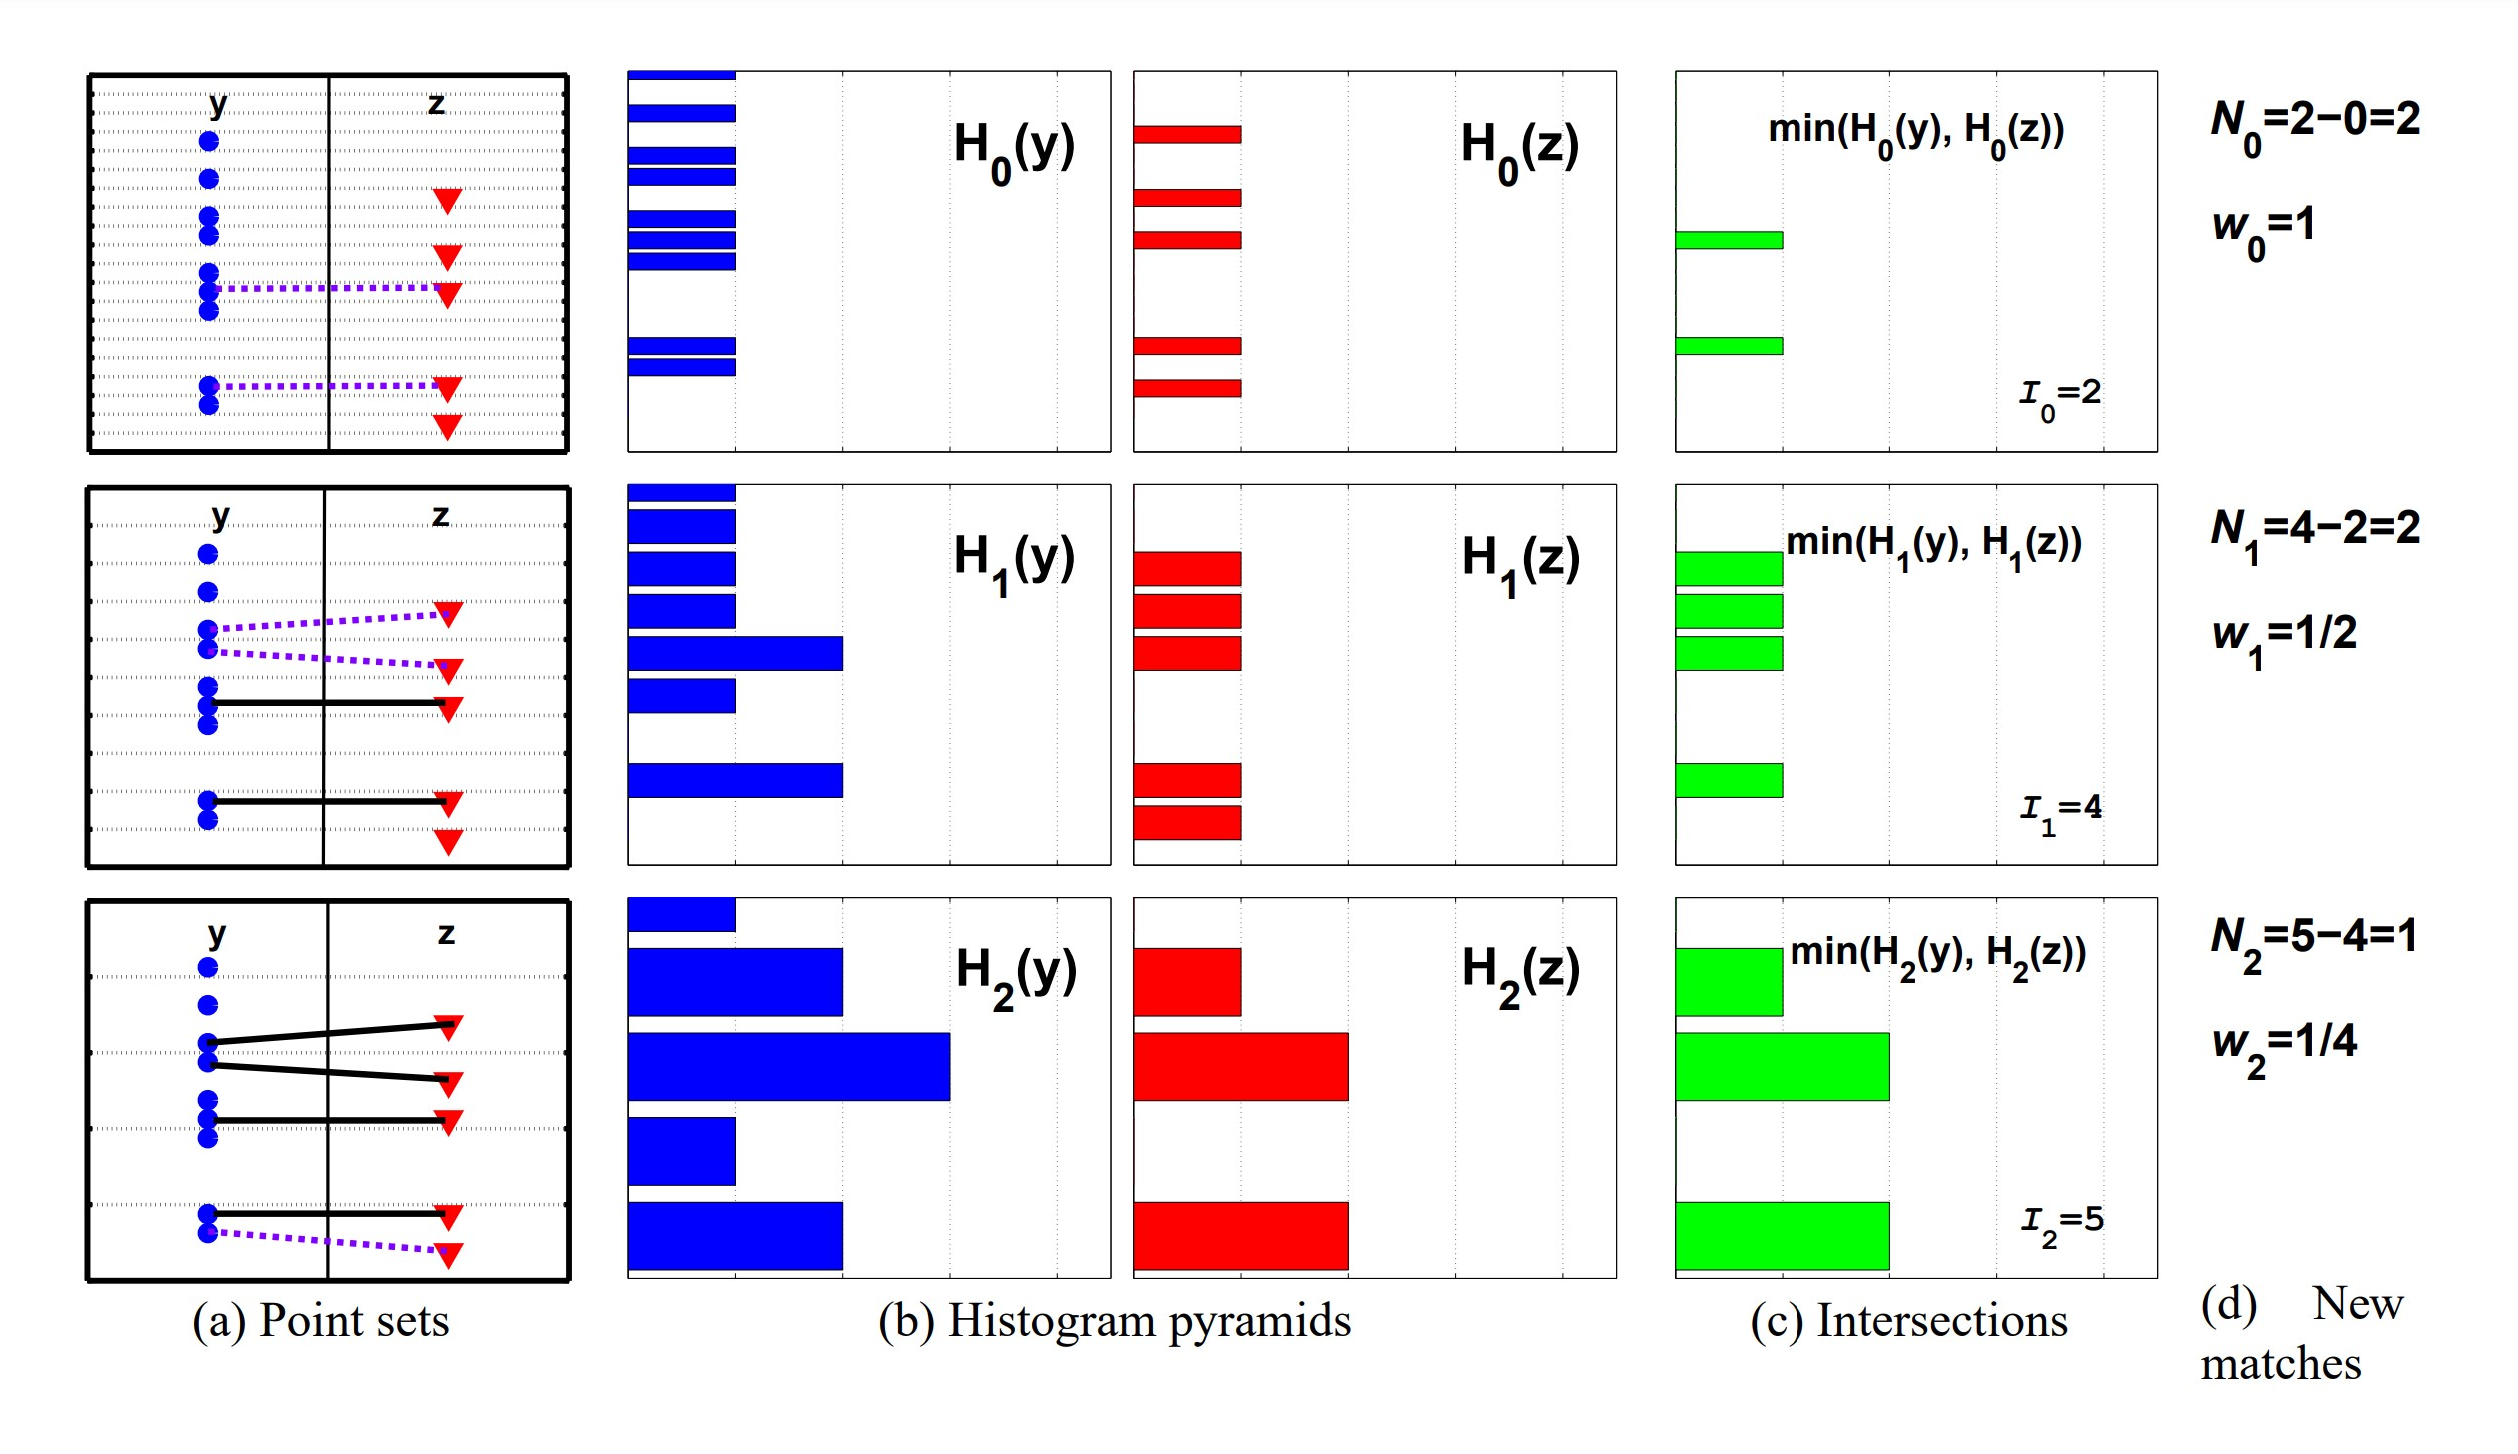 y z
H0(y)
H0(z)
min(H0(y), H0(z))
I0=2
N0=2−0=2
w0=1
y z
H1(y)
H1(z)
min(H1(y), H1(z))
I1=4
N1=4−2=2
w1=1/2
y z
H2(y)
H2(z)
min(H2(y), H2(z))
I2=5
N2=5−4=1
w2=1/4
(a) Point sets
(b) Histogram pyramids
(c) Intersections
(d) New
matches